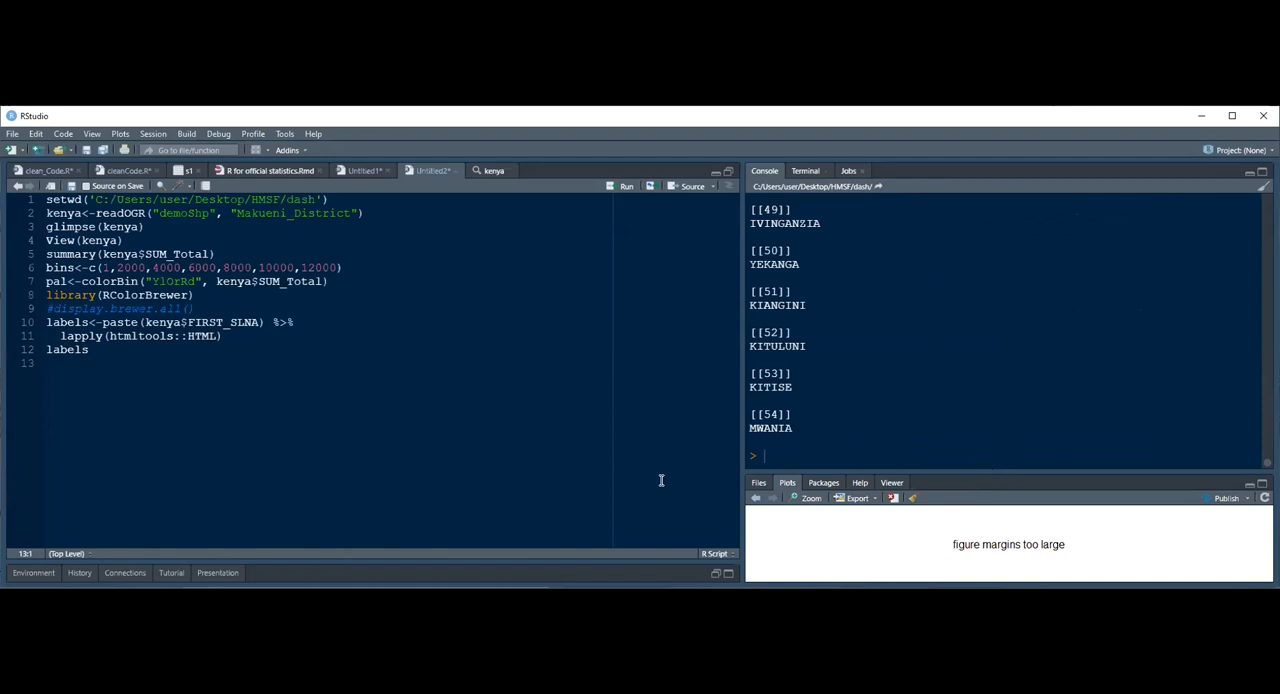 RStudio
File Edit Code View Plots Session Build Debug Profile Tools Help
Go to file/function Addins Project: (None)
clean_Code.R* cleanCode.R* s1 R for official statistics.Rmd Untitled1* Untitled2* kenya
Source on Save Run Source
1 setwd('C:/Users/user/Desktop/HMSF/dash')
2 kenya<-readOGR("demoShp", "Makueni_District")
3 glimpse(kenya)
4 View(kenya)
5 summary(kenya$SUM_Total)
6 bins<-c(1,2000,4000,6000,8000,10000,12000)
7 pal<-colorBin("YlOrRd", kenya$SUM_Total)
8 library(RColorBrewer)
9 #display.brewer.all()
10 labels<-paste(kenya$FIRST_SLNA) %>%
11 lapply(htmltools::HTML)
12 labels
13
13:1 (Top Level) R Script
Environment History Connections Tutorial Presentation
Console Terminal Jobs
C:/Users/user/Desktop/HMSF/dash/
[[49]]
IVINGANZIA
[[50]]
YEKANGA
[[51]]
KIANGINI
[[52]]
KITULUNI
[[53]]
KITISE
[[54]]
MWANIA
>
Files Plots Packages Help Viewer
Zoom Export Publish
figure margins too large